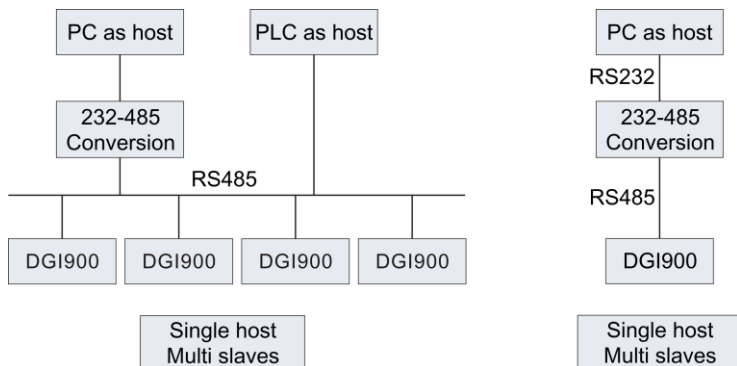 PC as host
PLC as host
232-485
Conversion
RS485
DGI900
DGI900
DGI900
DGI900
Single host
Multi slaves
PC as host
RS232
232-485
Conversion
RS485
DGI900
Single host
Multi slaves